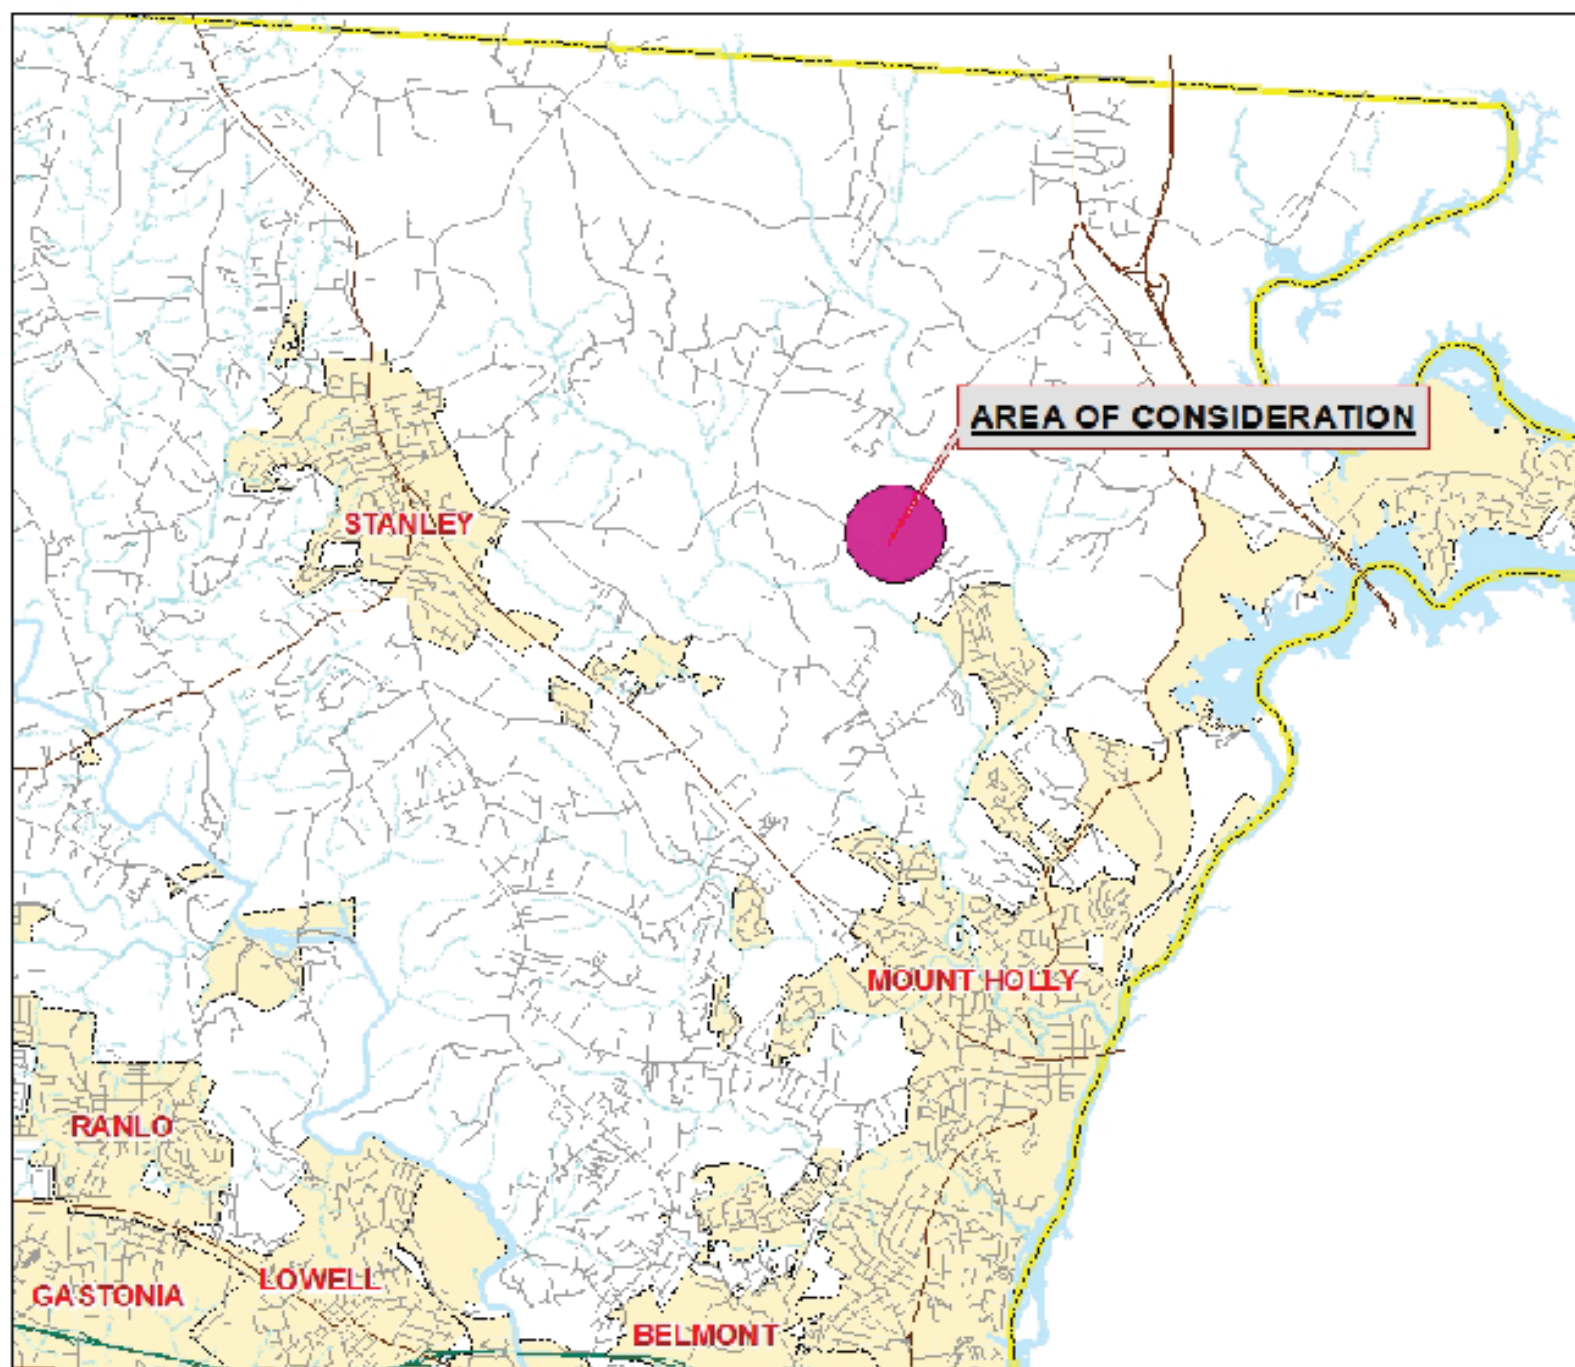 AREA OF CONSIDERATION
STANLEY
MOUNT HOLLY
RANLO
LOWELL
GASTONIA
BELMONT